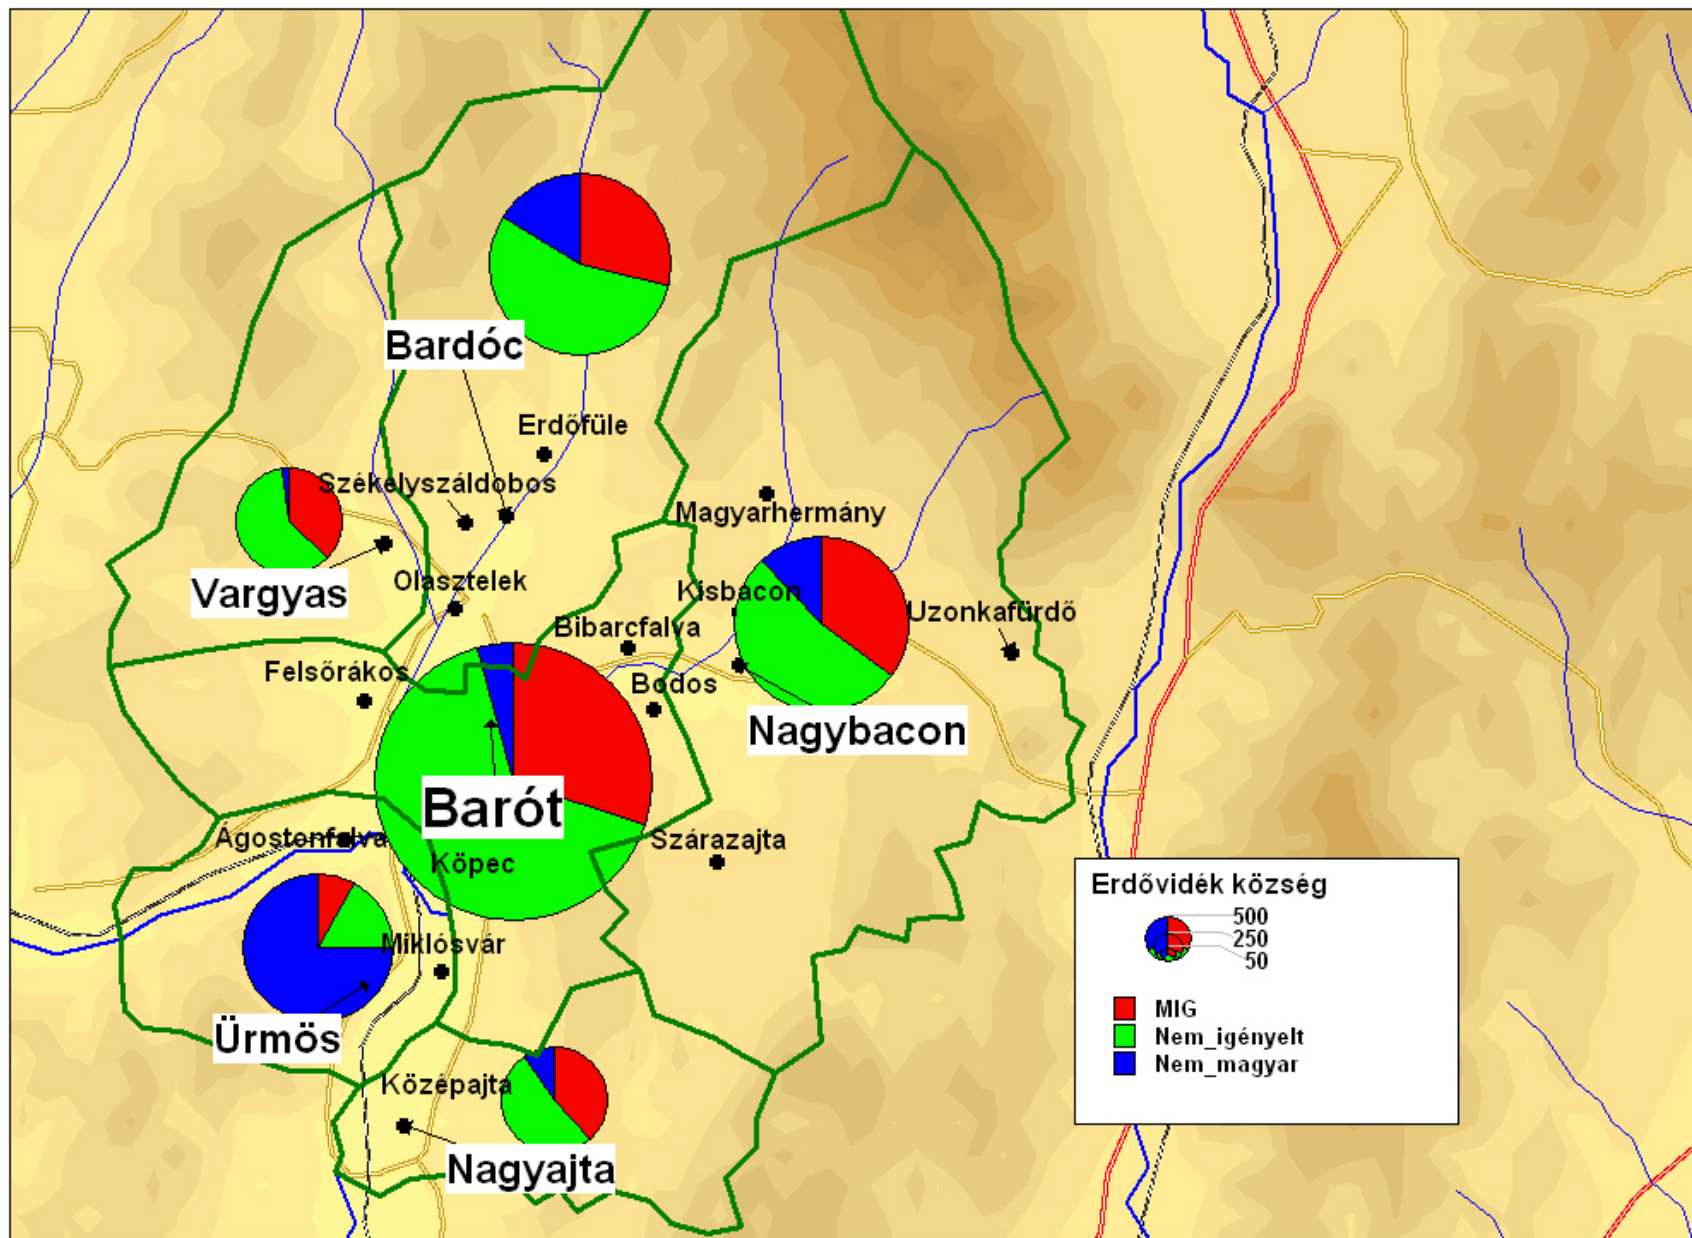 Bardóc
Erdőfüle
Székelyszáldobos
Magyarhermány
Vargyas
Olasztelek
Kisbacon
Uzonkafürdő
Bibarcfalva
Felsőrákos
Bodos
Nagybacon
Barót
Ágostonfalva
Szárazajta
Köpec
Miklósvár
Ürmös
Középajta
Nagyajta
Erdővidék község
500
250
50
MIG
Nem_igényelt
Nem_magyar